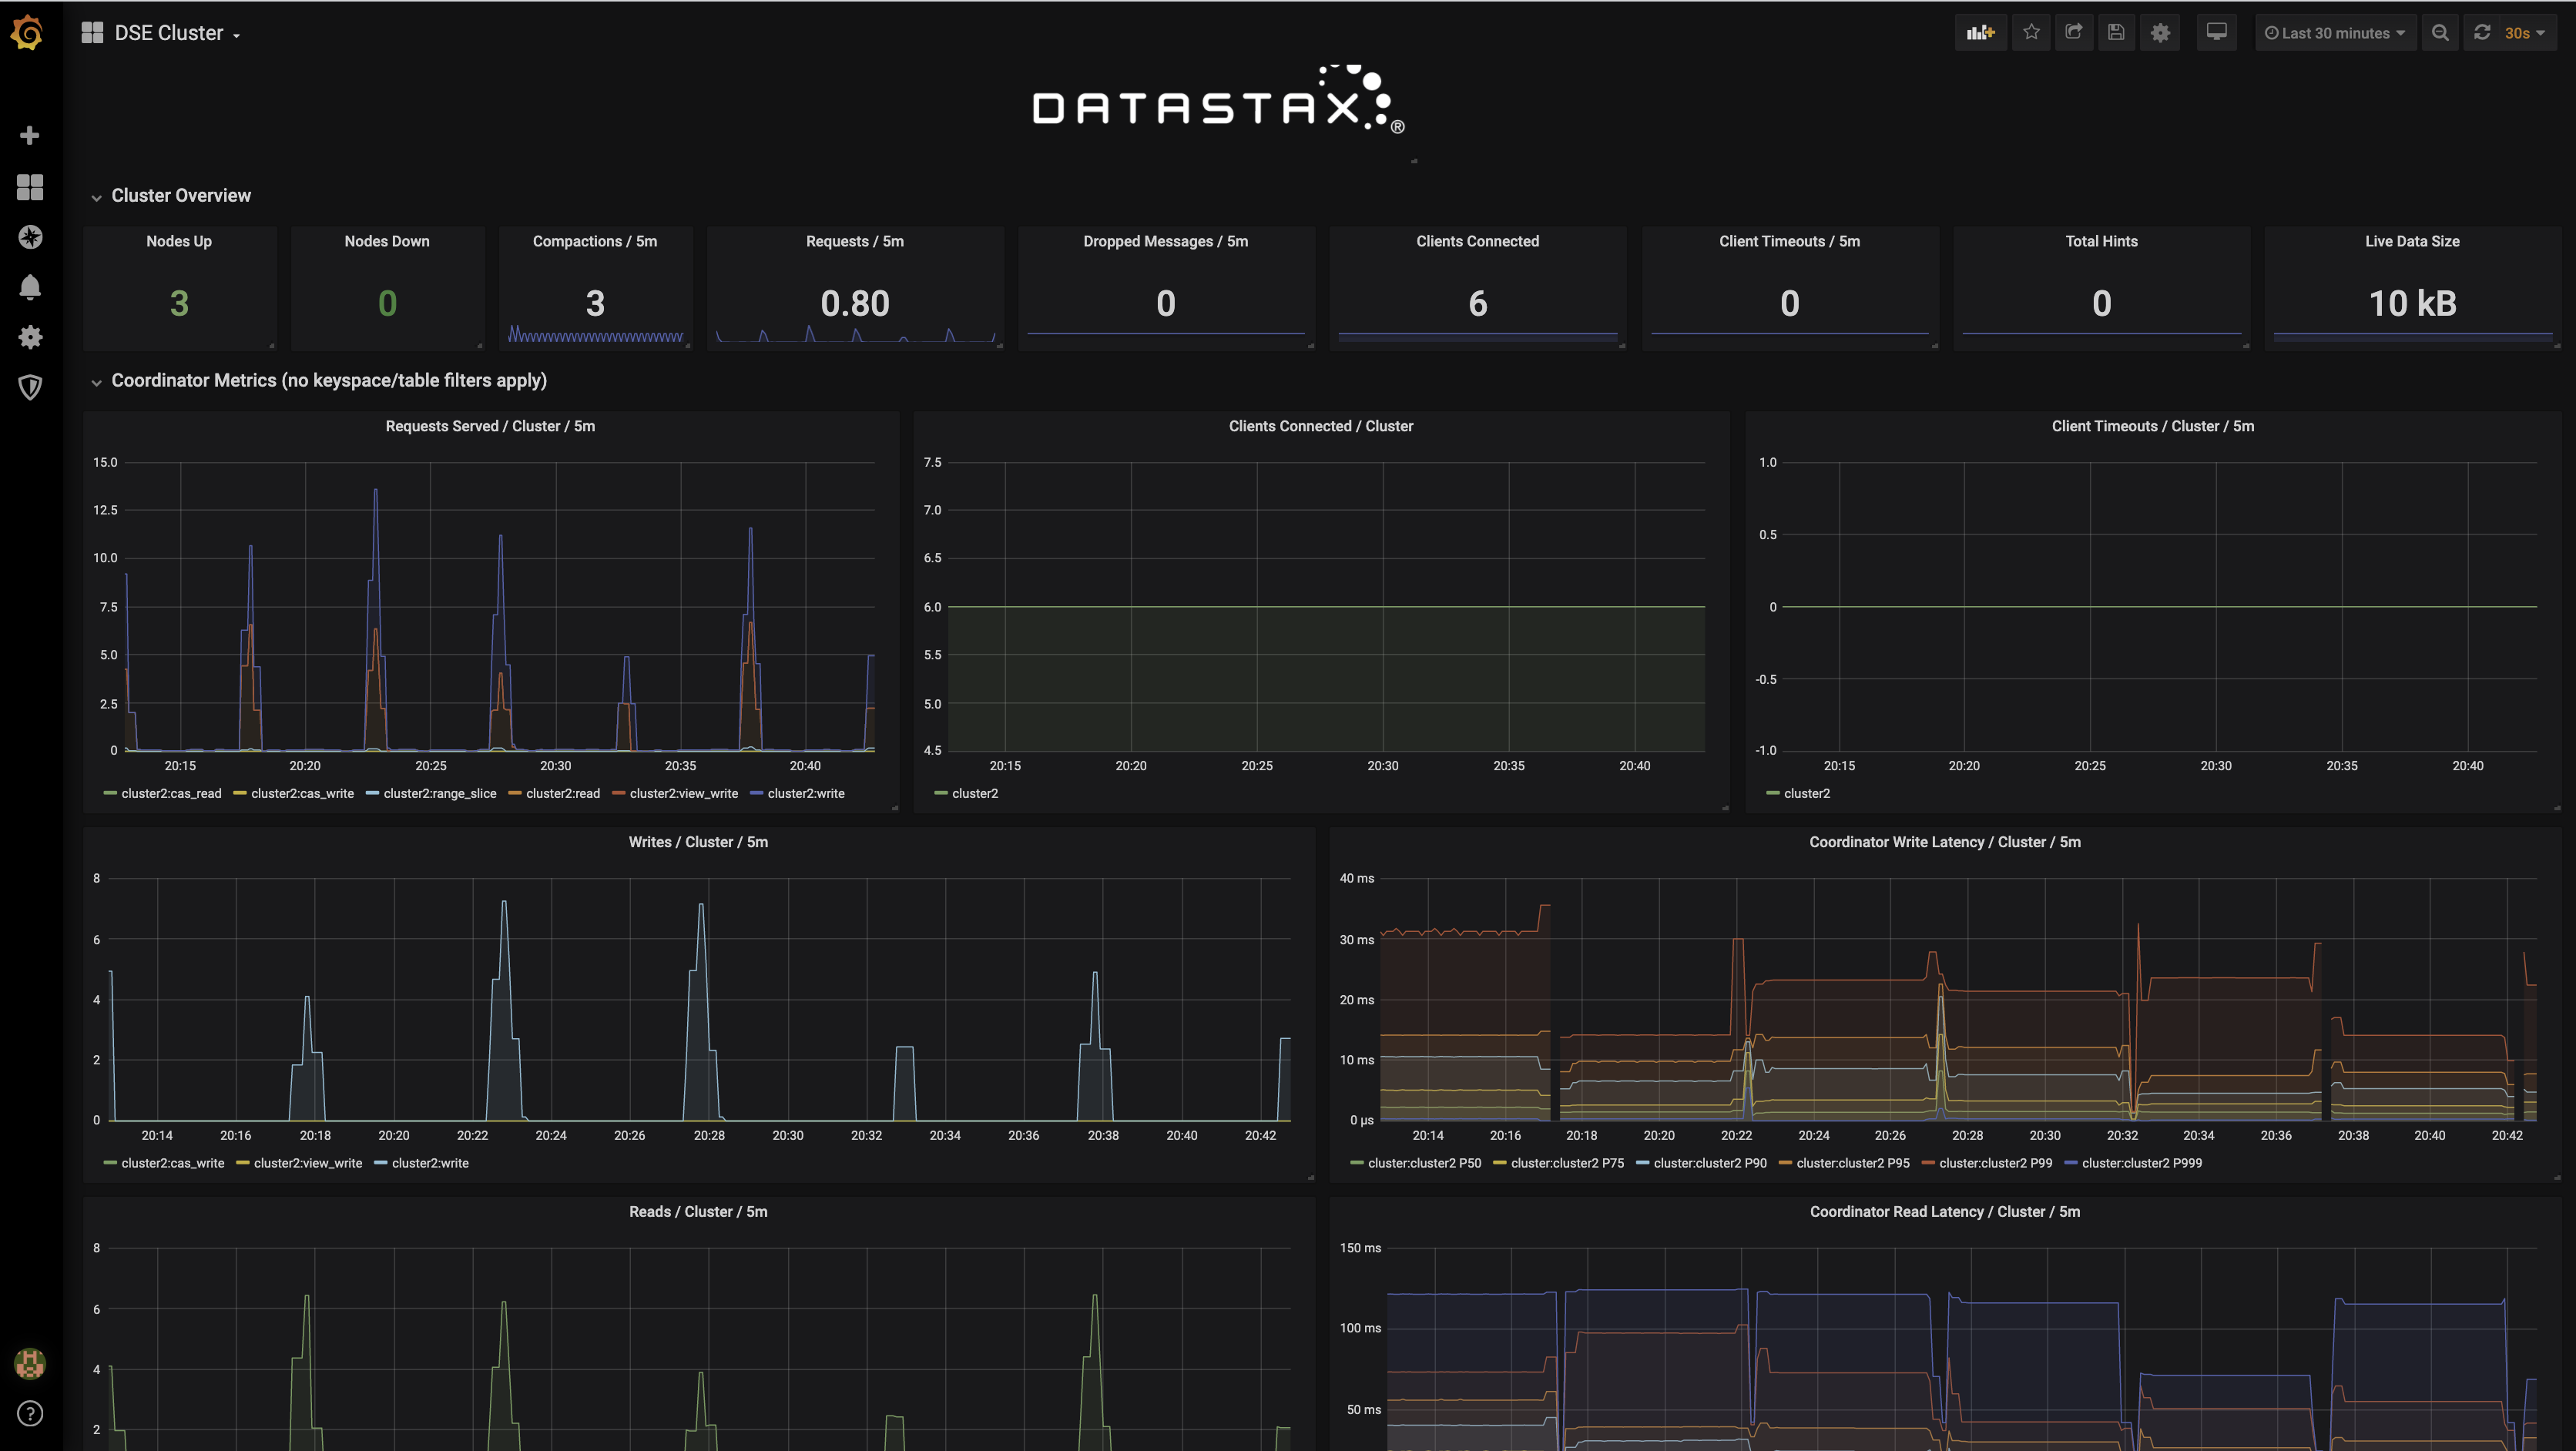 DSE Cluster
Last 30 minutes
30s
DATASTAX®
Cluster Overview
Nodes Up
Nodes Down
Compactions / 5m
Requests / 5m
Dropped Messages / 5m
Clients Connected
Client Timeouts / 5m
Total Hints
Live Data Size
3
0
3
0.80
0
6
0
0
10 kB
Coordinator Metrics (no keyspace/table filters apply)
Requests Served / Cluster / 5m
15.0
12.5
10.0
7.5
5.0
2.5
0
20:15 20:20 20:25 20:30 20:35 20:40
cluster2:cas_read cluster2:cas_write cluster2:range_slice cluster2:read cluster2:view_write cluster2:write
Clients Connected / Cluster
7.5
7.0
6.5
6.0
5.5
5.0
4.5
20:15 20:20 20:25 20:30 20:35 20:40
cluster2
Client Timeouts / Cluster / 5m
1.0
0.5
0
-0.5
-1.0
20:15 20:20 20:25 20:30 20:35 20:40
cluster2
Writes / Cluster / 5m
8
6
4
2
0
20:14 20:16 20:18 20:20 20:22 20:24 20:26 20:28 20:30 20:32 20:34 20:36 20:38 20:40 20:42
cluster2:cas_write cluster2:view_write cluster2:write
Coordinator Write Latency / Cluster / 5m
40 ms
30 ms
20 ms
10 ms
0 µs
20:14 20:16 20:18 20:20 20:22 20:24 20:26 20:28 20:30 20:32 20:34 20:36 20:38 20:40 20:42
cluster:cluster2 P50 cluster:cluster2 P75 cluster:cluster2 P90 cluster:cluster2 P95 cluster:cluster2 P99 cluster:cluster2 P999
Reads / Cluster / 5m
8
6
4
2
Coordinator Read Latency / Cluster / 5m
150 ms
100 ms
50 ms